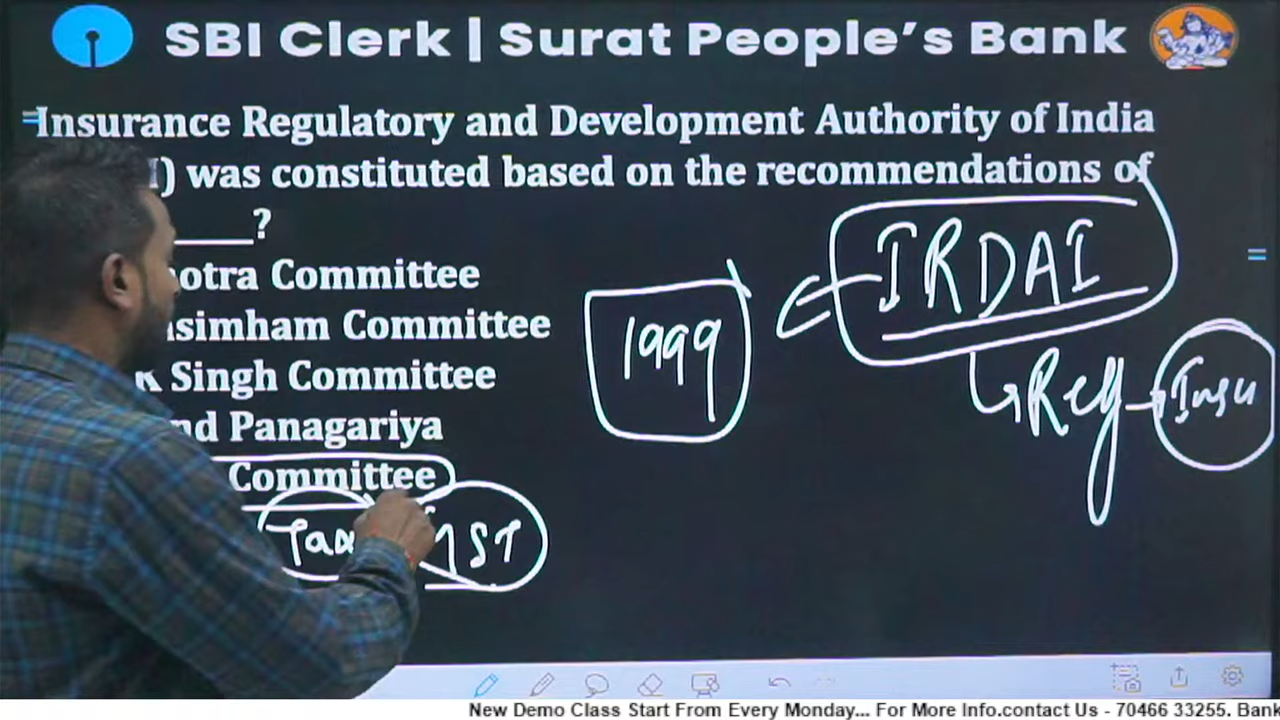 SBI Clerk | Surat People's Bank
Insurance Regulatory and Development Authority of India
I) was constituted based on the recommendations of
______?
otra Committee
simham Committee
K Singh Committee
nd Panagariya
Committee
1999
IRDAI
Reg
Insu
Tax
New Demo Class Start From Every Monday... For More Info.contact Us - 70466 33255. Bank